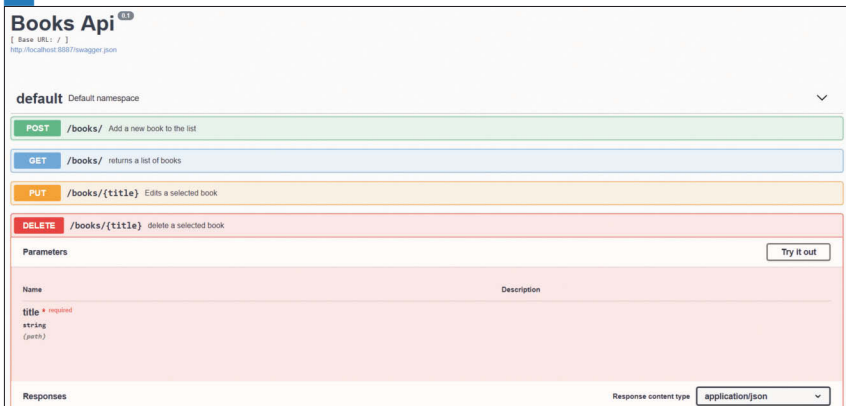 Books Api 0.1
[ Base URL: / ]
http://localhost:8887/swagger.json
default Default namespace
POST /books/ Add a new book to the list
GET /books/ returns a list of books
PUT /books/{title} Edits a selected book
DELETE /books/{title} delete a selected book
Parameters Try it out
Name Description
title * required
string
(path)
Responses Response content type application/json